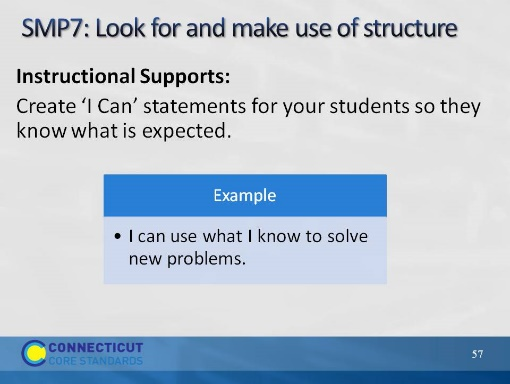 SMP7: Look for and make use of structure
Instructional Supports:
Create ‘I Can’ statements for your students so they
know what is expected.
Example
• I can use what I know to solve
new problems.
CONNECTICUT
CORE STANDARDS
57